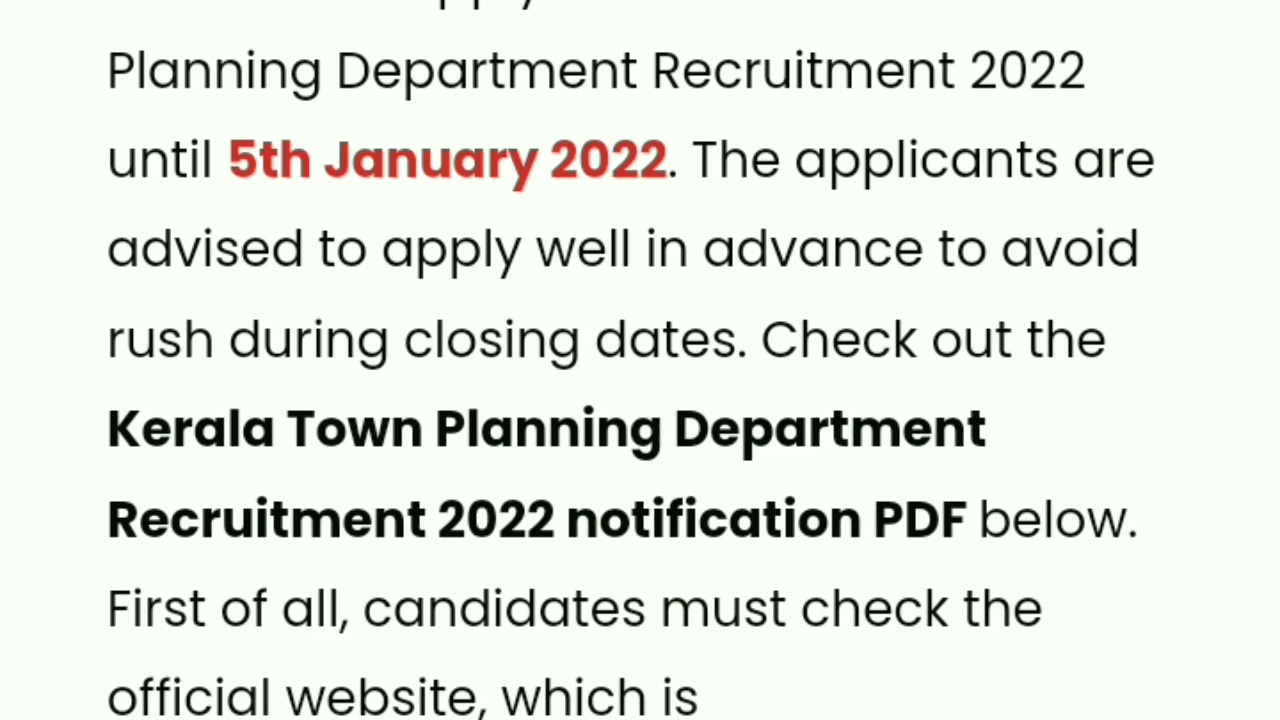 Planning Department Recruitment 2022
until 5th January 2022. The applicants are
advised to apply well in advance to avoid
rush during closing dates. Check out the
Kerala Town Planning Department
Recruitment 2022 notification PDF below.
First of all, candidates must check the
official website, which is